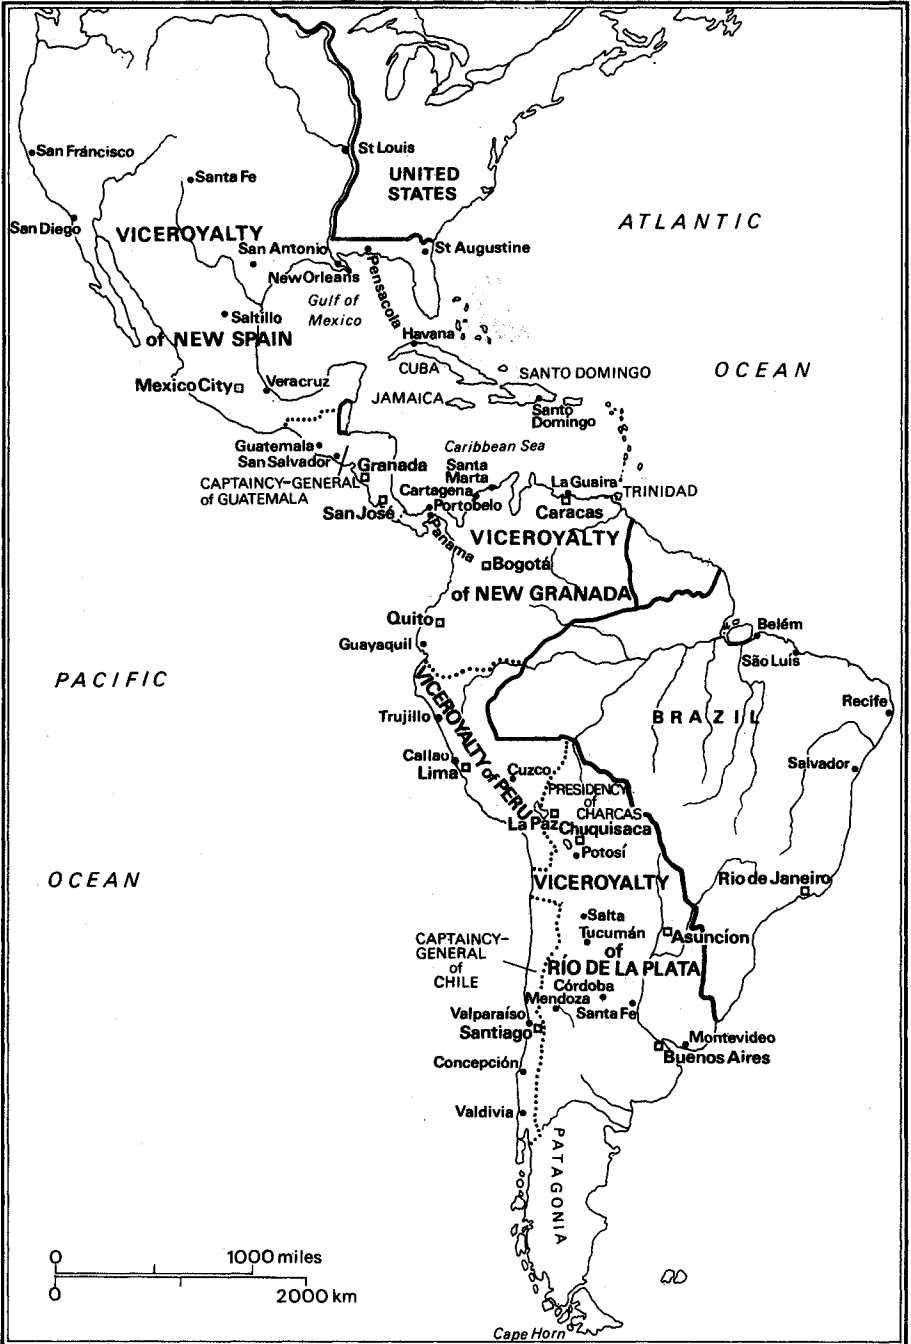 San Fráncisco
St Louis
Santa Fe
UNITED
STATES
San Diego
VICEROYALTY
ATLANTIC
San Antonio
St Augustine
New Orleans
Pensacola
Gulf of
Mexico
Saltillo
of NEW SPAIN
Havana
CUBA
SANTO DOMINGO
OCEAN
Mexico City
Veracruz
JAMAICA
Santo
Domingo
Guatemala
San Salvador
Caribbean Sea
Granada
Santa
Marta
CAPTAINCY-GENERAL
of GUATEMALA
Cartagena
La Guaira
TRINIDAD
San José
Portobelo
Caracas
Panama
VICEROYALTY
Bogotá
of NEW GRANADA
Quito
Belém
Guayaquil
São Luis
PACIFIC
VICEROYALTY of PERU
Recife
Trujillo
BRAZIL
Callao
Lima
Cuzco
Salvador
PRESIDENCY
of
CHARCAS
La Paz
Chuquisaca
Potosí
OCEAN
VICEROYALTY
Rio de Janeiro
Salta
Tucumán
Asuncíon
CAPTAINCY-
GENERAL
of
CHILE
of
RÍO DE LA PLATA
Córdoba
Mendoza
Santa Fe
Valparaíso
Santiago
Montevideo
Buenos Aires
Concepción
Valdivia
PATAGONIA
0 1000 miles
0 2000 km
Cape Horn